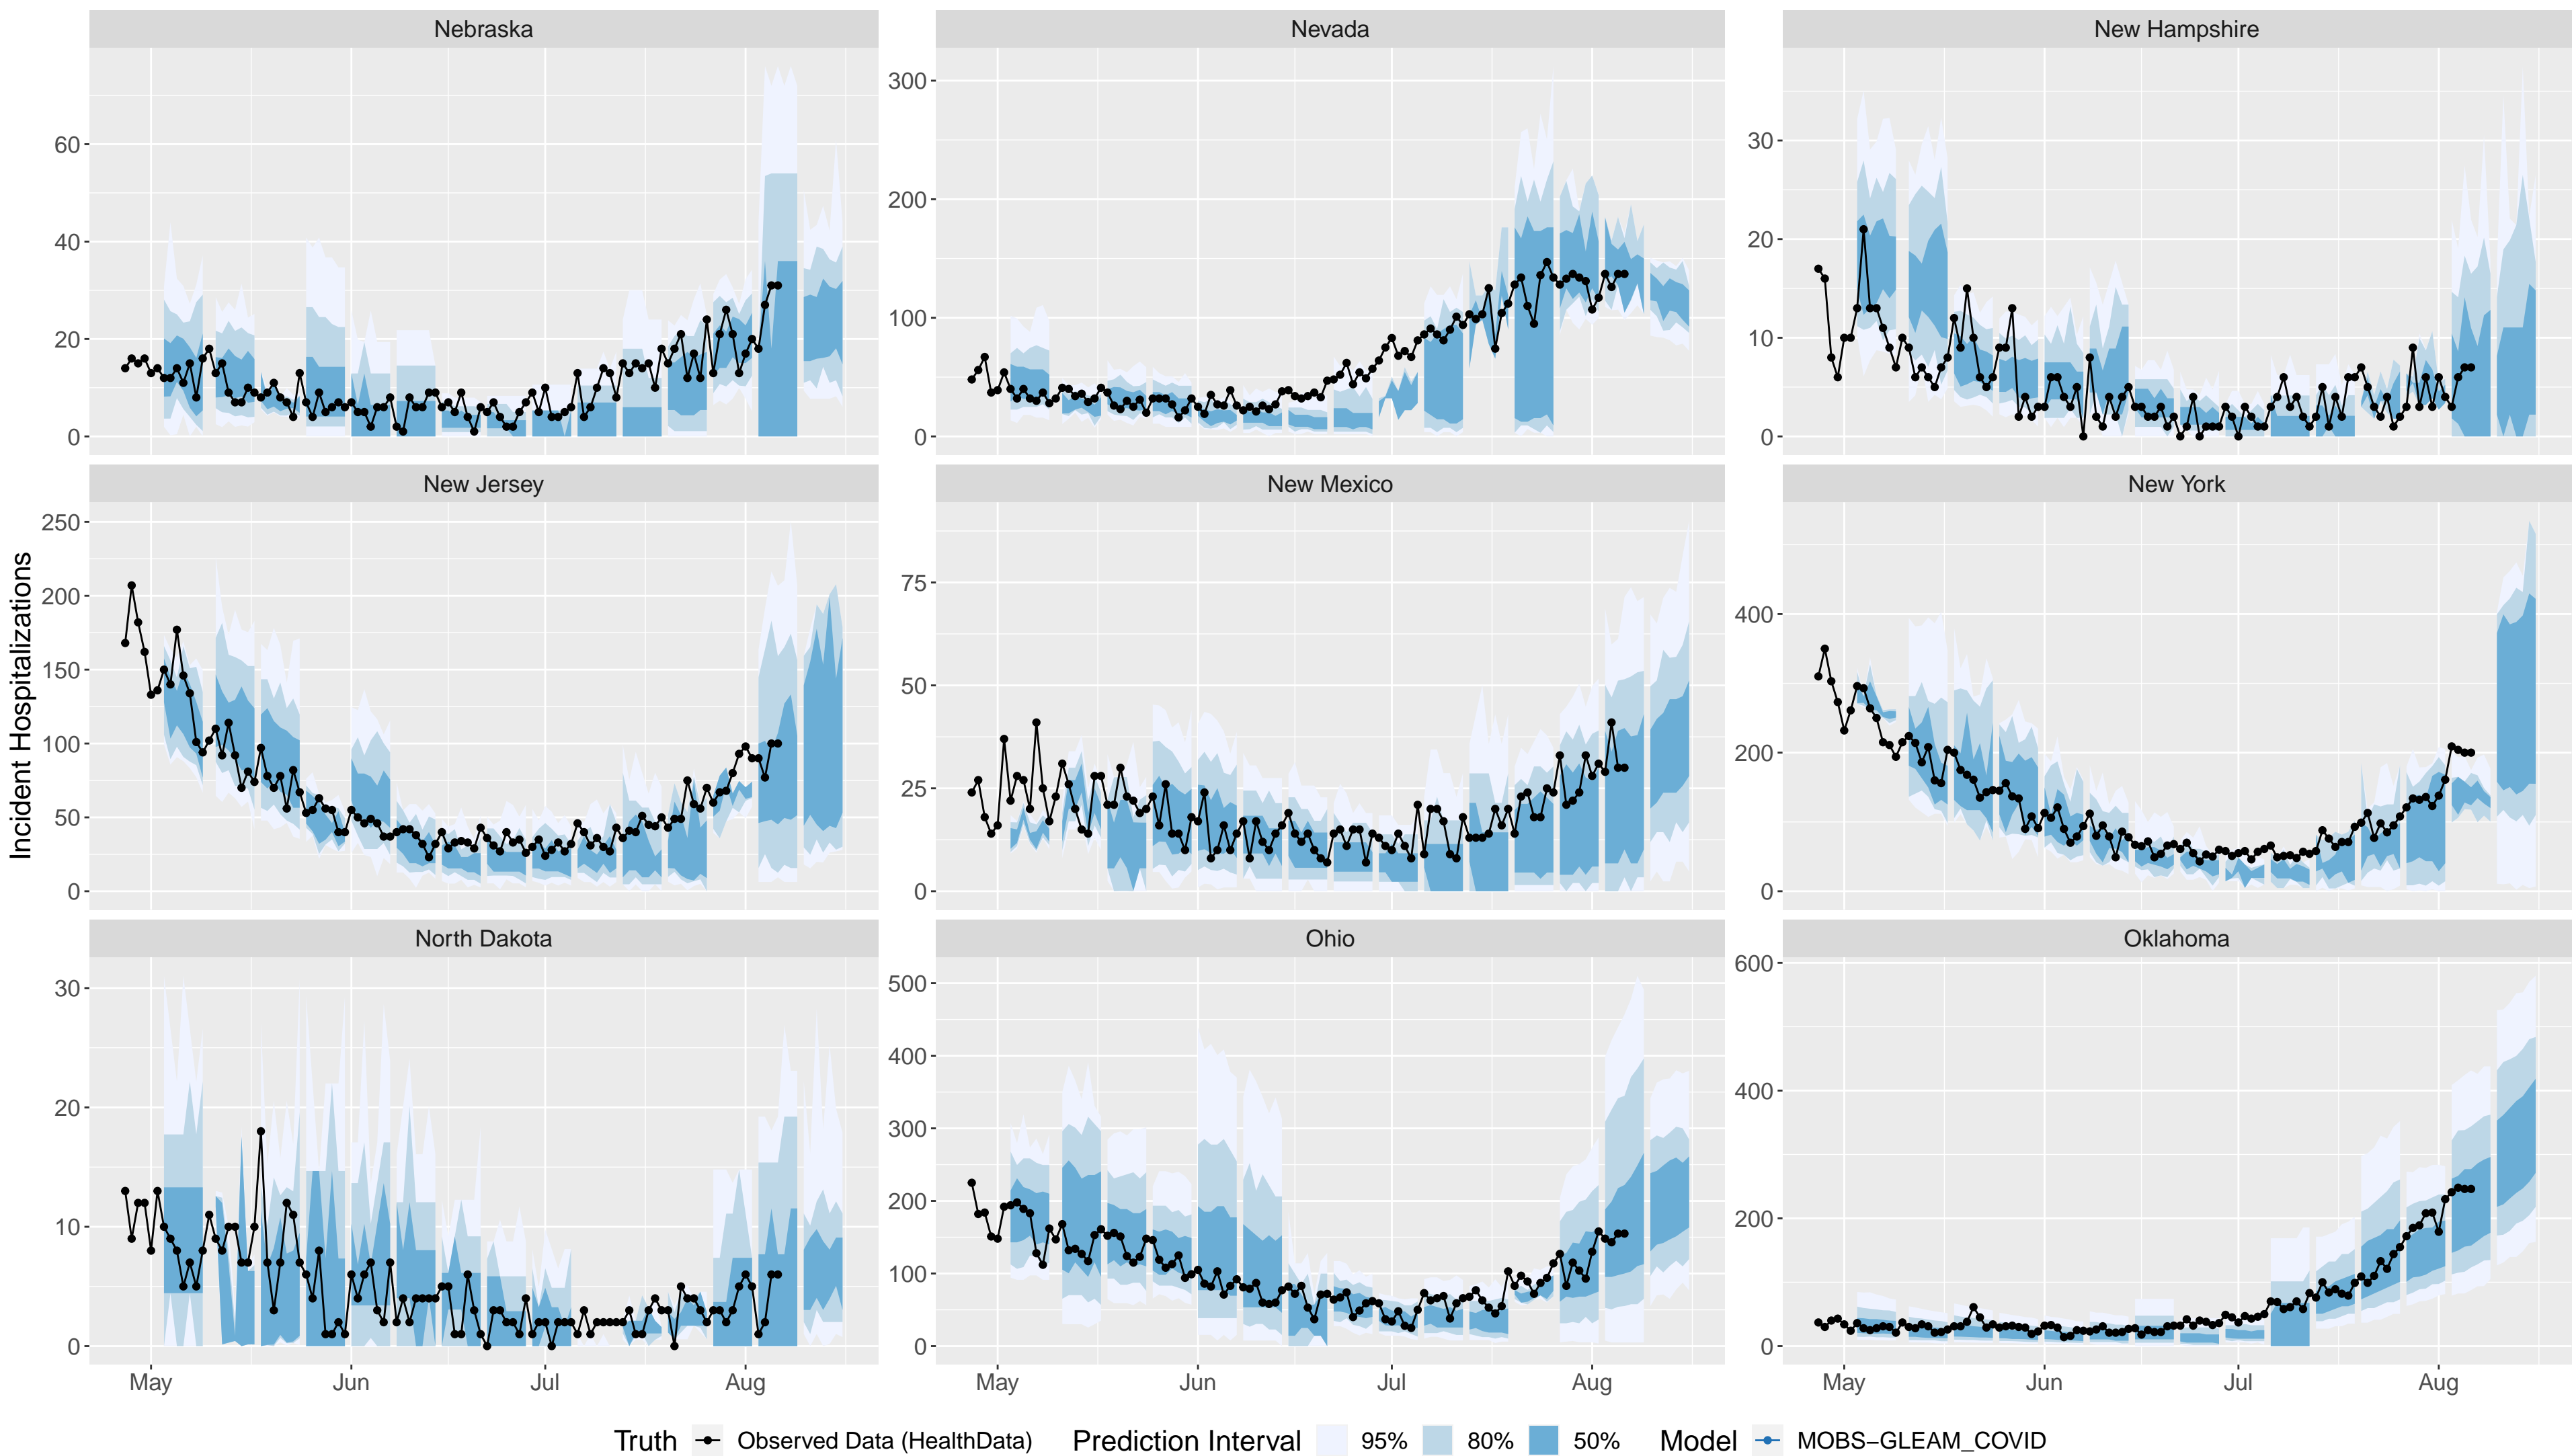 Nebraska
Nevada
New Hampshire
60
40
20
0
300
200
100
0
30
20
10
0
Incident Hospitalizations
New Jersey
New Mexico
New York
250
200
150
100
50
0
75
50
25
0
400
200
0
North Dakota
Ohio
Oklahoma
30
20
10
0
500
400
300
200
100
0
600
400
200
0
May Jun Jul Aug
May Jun Jul Aug
May Jun Jul Aug
Truth Observed Data (HealthData) Prediction Interval 95% 80% 50% Model MOBS−GLEAM_COVID